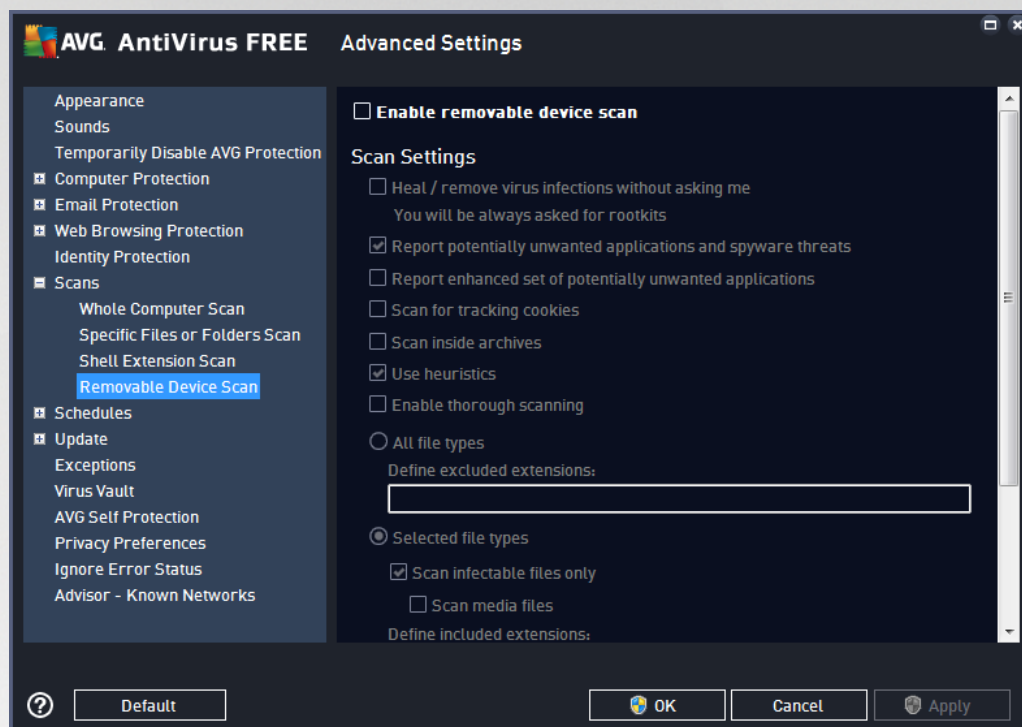 AVG. AntiVirus FREE Advanced Settings
Appearance
Sounds
Temporarily Disable AVG Protection
Computer Protection
Email Protection
Web Browsing Protection
Identity Protection
Scans
Whole Computer Scan
Specific Files or Folders Scan
Shell Extension Scan
Removable Device Scan
Schedules
Update
Exceptions
Virus Vault
AVG Self Protection
Privacy Preferences
Ignore Error Status
Advisor - Known Networks
Enable removable device scan
Scan Settings
Heal / remove virus infections without asking me
You will be always asked for rootkits
Report potentially unwanted applications and spyware threats
Report enhanced set of potentially unwanted applications
Scan for tracking cookies
Scan inside archives
Use heuristics
Enable thorough scanning
All file types
Define excluded extensions:
Selected file types
Scan infectable files only
Scan media files
Define included extensions:
? Default OK Cancel Apply